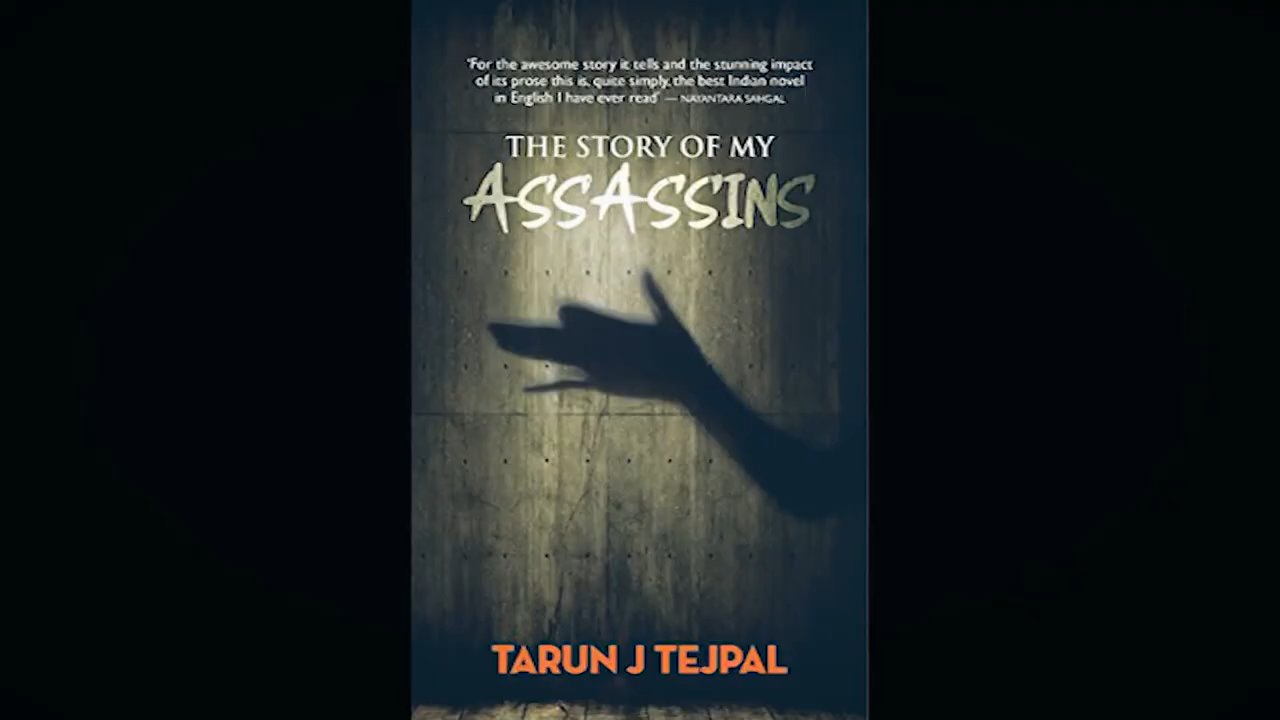 'For the awesome story it tells and the stunning impact
of its prose this is, quite simply, the best Indian novel
in English I have ever read' — NAYANTARA SAHGAL
THE STORY OF MY
ASSASSINS
TARUN J TEJPAL